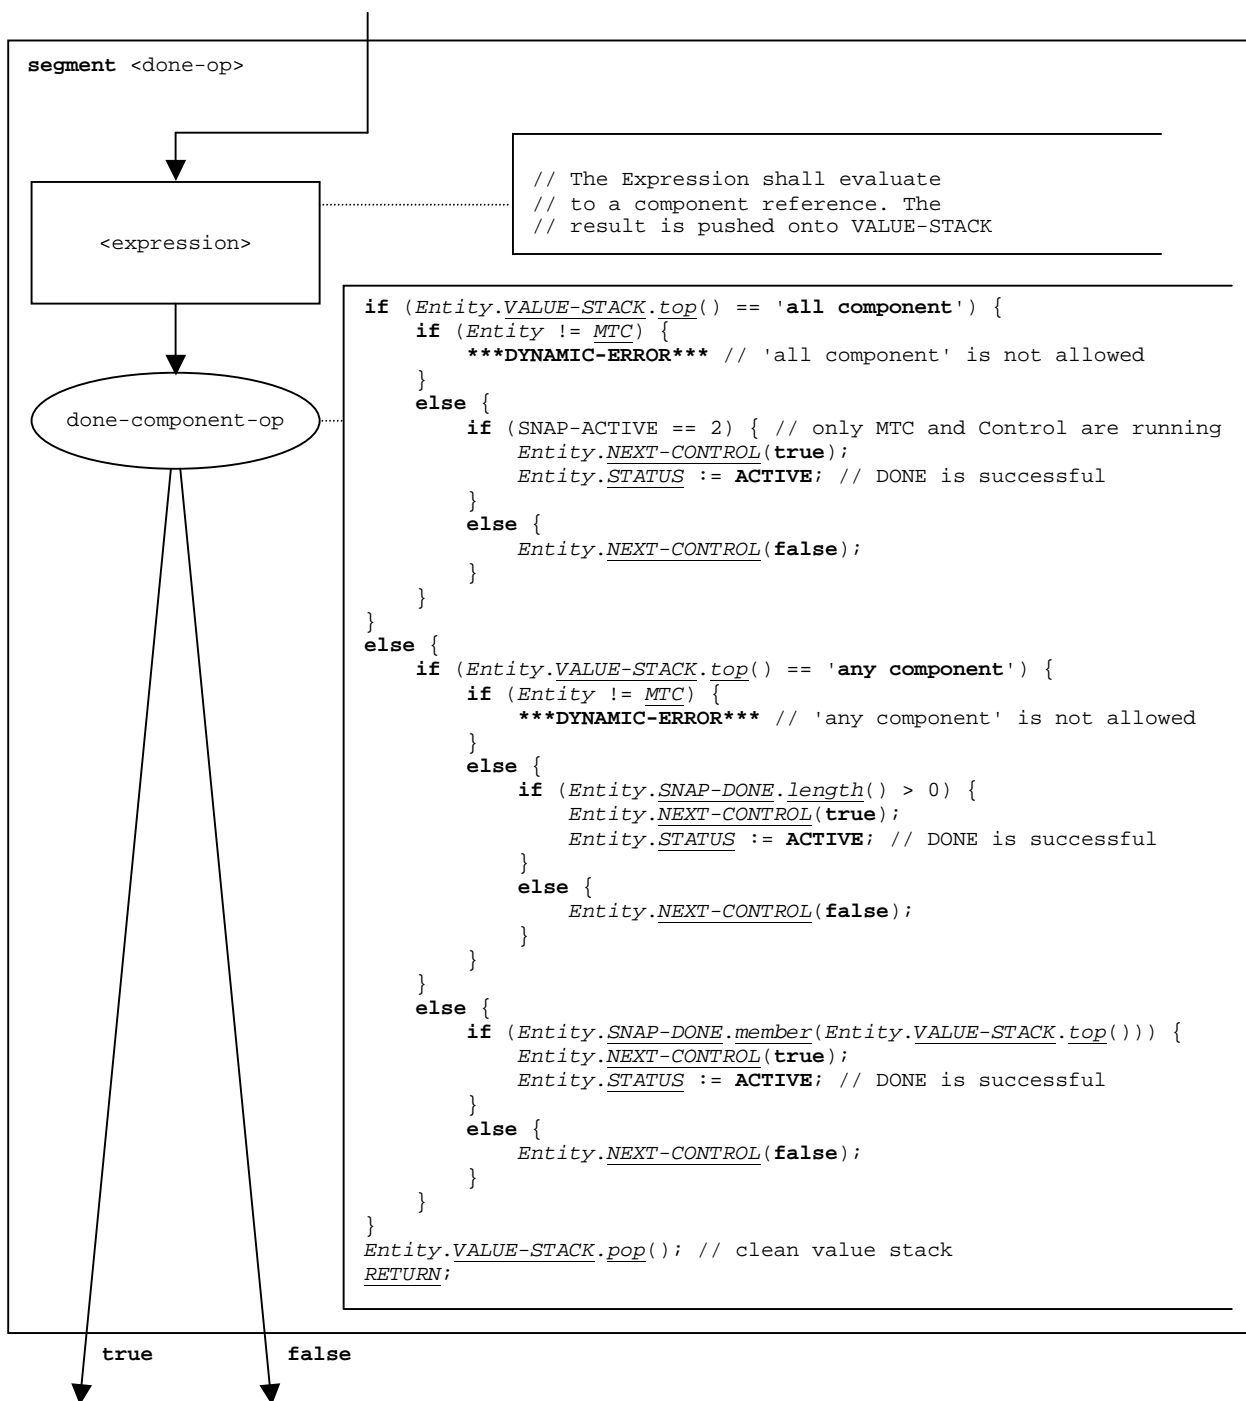 segment <done-op>
// The Expression shall evaluate
// to a component reference. The
// result is pushed onto VALUE-STACK
<expression>
if (Entity.VALUE-STACK.top() == 'all component') {
if (Entity != MTC) {
***DYNAMIC-ERROR*** // 'all component' is not allowed
}
else {
done-component-op
if (SNAP-ACTIVE == 2) { // only MTC and Control are running
Entity.NEXT-CONTROL(true);
Entity.STATUS := ACTIVE; // DONE is successful
}
else {
Entity.NEXT-CONTROL(false);
}
}
}
else {
if (Entity.VALUE-STACK.top() == 'any component') {
if (Entity != MTC) {
***DYNAMIC-ERROR*** // 'any component' is not allowed
}
else {
if (Entity.SNAP-DONE.length() > 0) {
Entity.NEXT-CONTROL(true);
Entity.STATUS := ACTIVE; // DONE is successful
}
else {
Entity.NEXT-CONTROL(false);
}
}
}
else {
if (Entity.SNAP-DONE.member(Entity.VALUE-STACK.top())) {
Entity.NEXT-CONTROL(true);
Entity.STATUS := ACTIVE; // DONE is successful
}
else {
Entity.NEXT-CONTROL(false);
}
}
}
Entity.VALUE-STACK.pop(); // clean value stack
RETURN;
true false